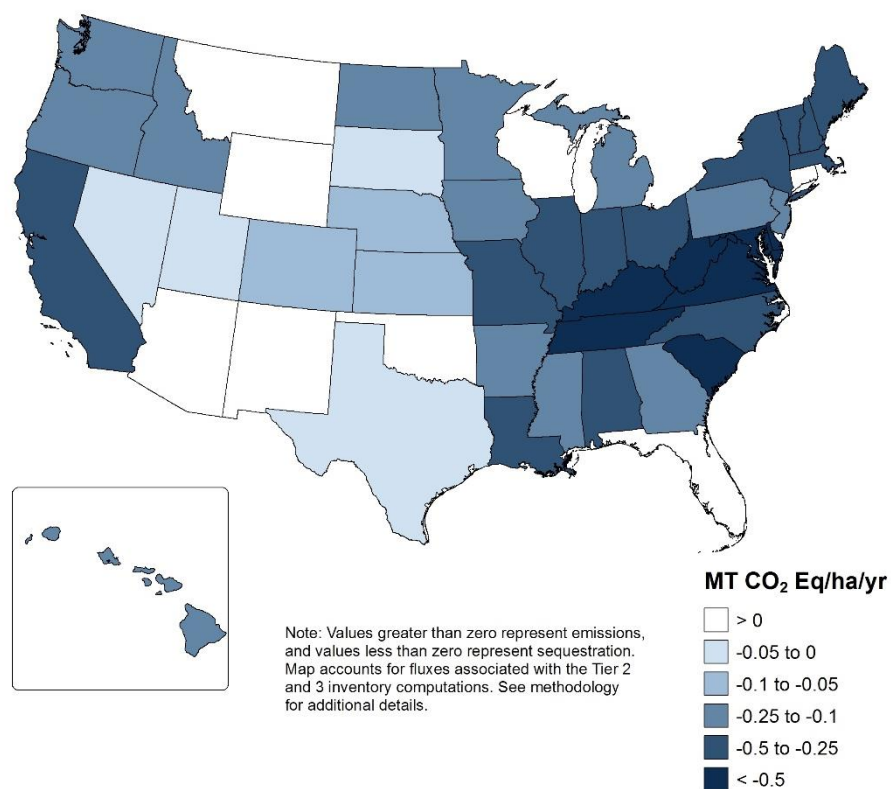 Note: Values greater than zero represent emissions,
and values less than zero represent sequestration.
Map accounts for fluxes associated with the Tier 2
and 3 inventory computations. See methodology
for additional details.
MT CO₂ Eq/ha/yr
> 0
-0.05 to 0
-0.1 to -0.05
-0.25 to -0.1
-0.5 to -0.25
< -0.5